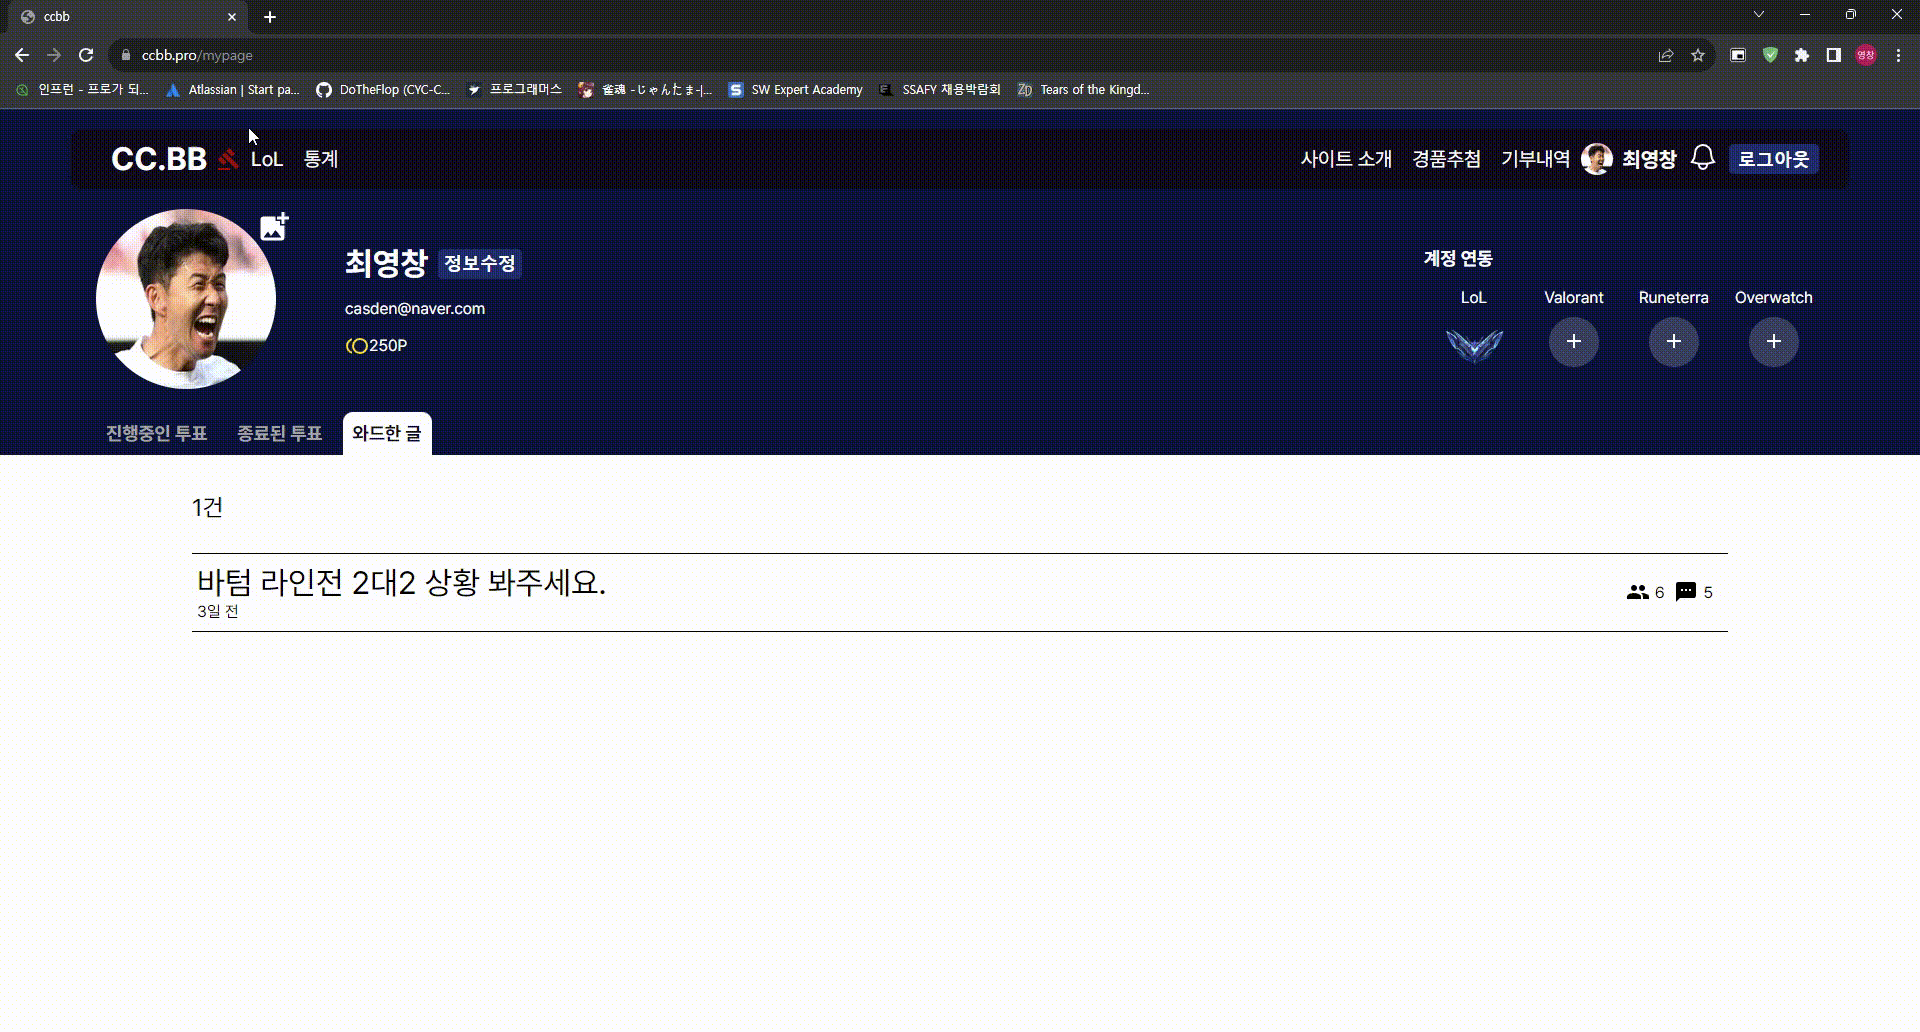 ccbb
ccbb.pro/mypage
영창
인프런 - 프로가 되...
Atlassian | Start pa...
DoTheFlop (CYC-C...
프로그래머스
雀魂 -じゃんたま-|...
SW Expert Academy
SSAFY 채용박람회
Tears of the Kingd...
CC.BB
LoL
통계
사이트 소개
경품추첨
기부내역
최영창
로그아웃
최영창
정보수정
casden@naver.com
250P
계정 연동
LoL
Valorant
Runeterra
Overwatch
진행중인 투표
종료된 투표
와드한 글
1건
바텀 라인전 2대2 상황 봐주세요.
3일 전
6
5